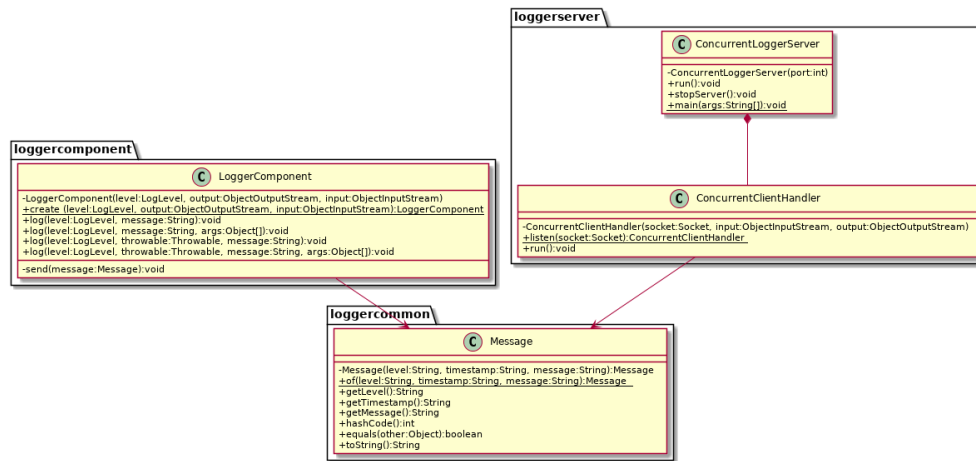 loggerserver
C ConcurrentLoggerServer
-ConcurrentLoggerServer(port:int)
+run():void
+stopServer():void
+main(args:String[]):void
loggercomponent
C LoggerComponent
-LoggerComponent(level:LogLevel, output:ObjectOutputStream, input:ObjectInputStream)
+create (level:LogLevel, output:ObjectOutputStream, input:ObjectInputStream):LoggerComponent
+log(level:LogLevel, message:String):void
+log(level:LogLevel, message:String, args:Object[]):void
+log(level:LogLevel, throwable:Throwable, message:String):void
+log(level:LogLevel, throwable:Throwable, message:String, args:Object[]):void
-send(message:Message):void
C ConcurrentClientHandler
-ConcurrentClientHandler(socket:Socket, input:ObjectInputStream, output:ObjectOutputStream)
+listen(socket:Socket):ConcurrentClientHandler
+run():void
loggercommon
C Message
-Message(level:String, timestamp:String, message:String):Message
+of(level:String, timestamp:String, message:String):Message
+getLevel():String
+getTimestamp():String
+getMessage():String
+hashCode():int
+equals(other:Object):boolean
+toString():String